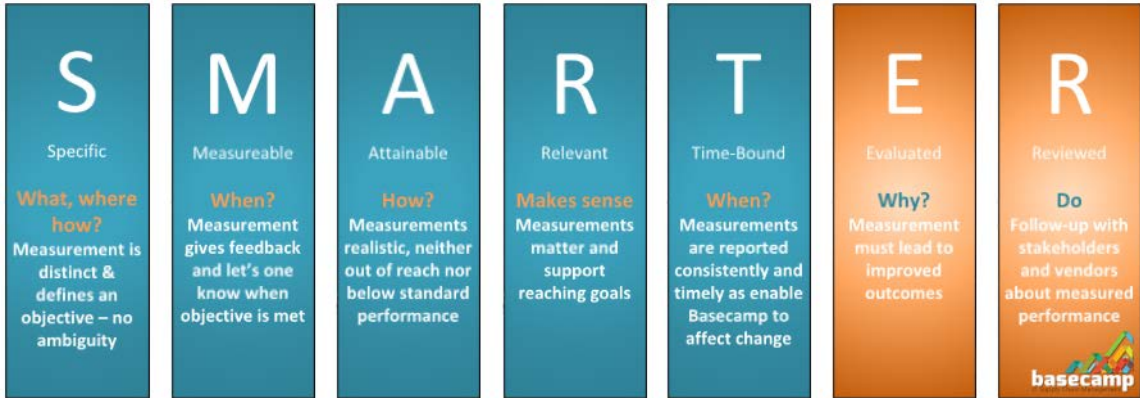 S
Specific
What, where
how?
Measurement is
distinct &
defines an
objective – no
ambiguity
M
Measureable
When?
Measurement
gives feedback
and let's one
know when
objective is met
A
Attainable
How?
Measurements
realistic, neither
out of reach nor
below standard
performance
R
Relevant
Makes sense
Measurements
matter and
support
reaching goals
T
Time-Bound
When?
Measurements
are reported
consistently and
timely as enable
Basecamp to
affect change
E
Evaluated
Why?
Measurement
must lead to
improved
outcomes
R
Reviewed
Do
Follow-up with
stakeholders
and vendors
about measured
performance
basecamp